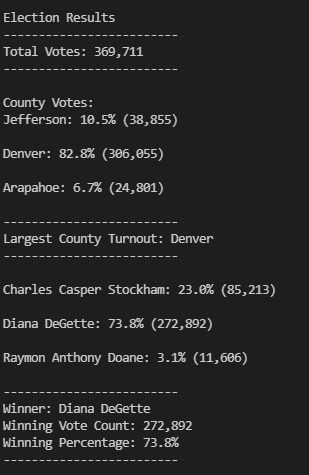 Election Results
-------------------------
Total Votes: 369,711
-------------------------
County Votes:
Jefferson: 10.5% (38,855)
Denver: 82.8% (306,055)
Arapahoe: 6.7% (24,801)
-------------------------
Largest County Turnout: Denver
-------------------------
Charles Casper Stockham: 23.0% (85,213)
Diana DeGette: 73.8% (272,892)
Raymon Anthony Doane: 3.1% (11,606)
-------------------------
Winner: Diana DeGette
Winning Vote Count: 272,892
Winning Percentage: 73.8%
-------------------------